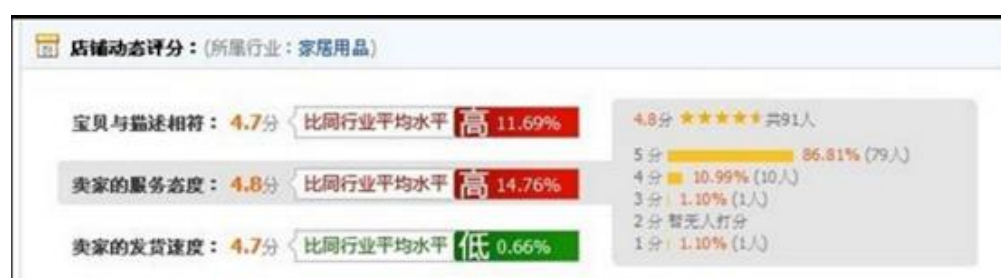 店铺动态评分：(所属行业：家居用品)
宝贝与描述相符：4.7分 比同行业平均水平 高 11.69%
卖家的服务态度：4.8分 比同行业平均水平 高 14.76%
卖家的发货速度：4.7分 比同行业平均水平 低 0.66%
4.8分 共91人
5 分 86.81% (79人)
4 分 10.99% (10人)
3 分 1.10% (1人)
2 分 暂无人打分
1 分 1.10% (1人)